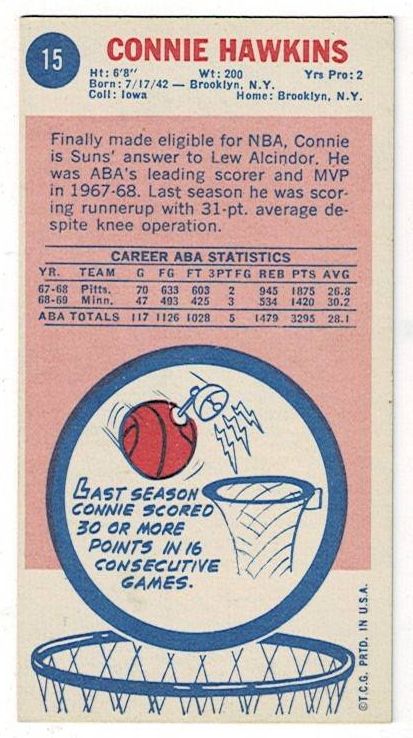 15
CONNIE HAWKINS
Ht: 6'8" Wt: 200 Yrs Pro: 2
Born: 7/17/42 — Brooklyn, N.Y.
Coll: Iowa Home: Brooklyn, N.Y.
Finally made eligible for NBA, Connie
is Suns' answer to Lew Alcindor. He
was ABA's leading scorer and MVP
in 1967-68. Last season he was scor-
ing runnerup with 31-pt. average de-
spite knee operation.
CAREER ABA STATISTICS
YR. TEAM G FG FT 3PTFG REB PTS AVG
67-68 Pitts. 70 633 603 2 945 1875 26.8
68-69 Minn. 47 493 425 3 534 1420 30.2
ABA TOTALS 117 1126 1028 5 1479 3295 28.1
LAST SEASON
CONNIE SCORED
30 OR MORE
POINTS IN 16
CONSECUTIVE
GAMES.
©T.C.G. PRTD. IN U.S.A.